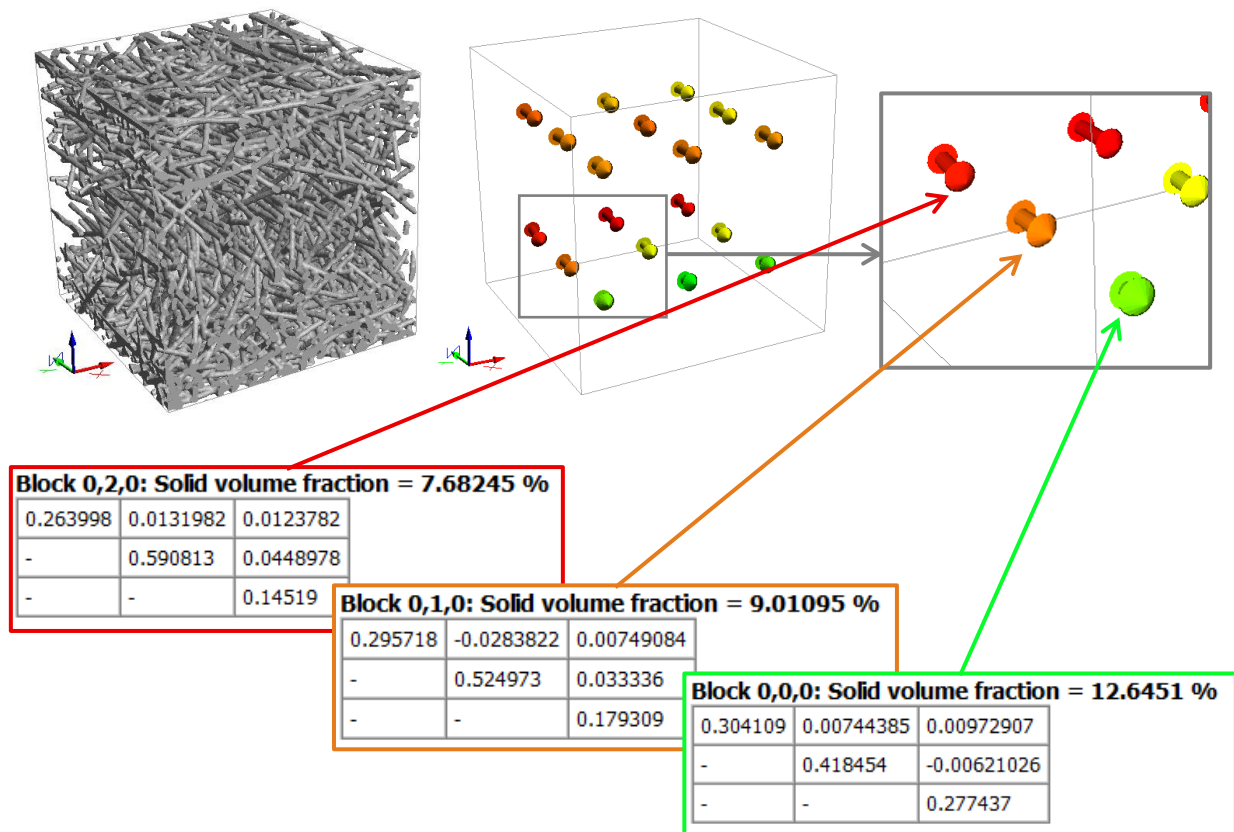 Block 0,2,0: Solid volume fraction = 7.68245 %
0.263998 0.0131982 0.0123782
- 0.590813 0.0448978
- - 0.14519
Block 0,1,0: Solid volume fraction = 9.01095 %
0.295718 -0.0283822 0.00749084
- 0.524973 0.033336
- - 0.179309
Block 0,0,0: Solid volume fraction = 12.6451 %
0.304109 0.00744385 0.00972907
- 0.418454 -0.00621026
- - 0.277437